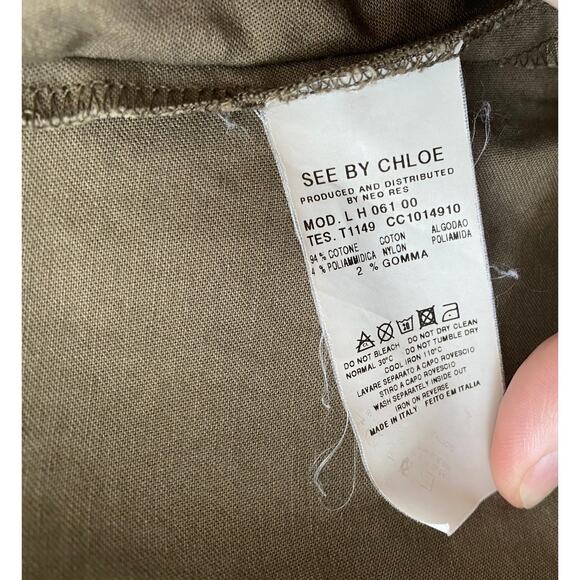 SEE BY CHLOE
PRODUCED AND DISTRIBUTED
BY NEO RES
MOD. L H 061 00
TES. T1149 CC1014910
94 % COTONE COTON ALGODAO
4 % POLIAMMIDICA NYLON POLIAMIDA
2 % GOMMA
30
DO NOT BLEACH DO NOT DRY CLEAN
NORMAL 30°C DO NOT TUMBLE DRY
COOL IRON 110°C
LAVARE SEPARATO A CAPO ROVESCIO
STIRO A CAPO ROVESCIO
WASH SEPARATELY INSIDE OUT
IRON ON REVERSE
MADE IN ITALY FEITO EM ITALIA